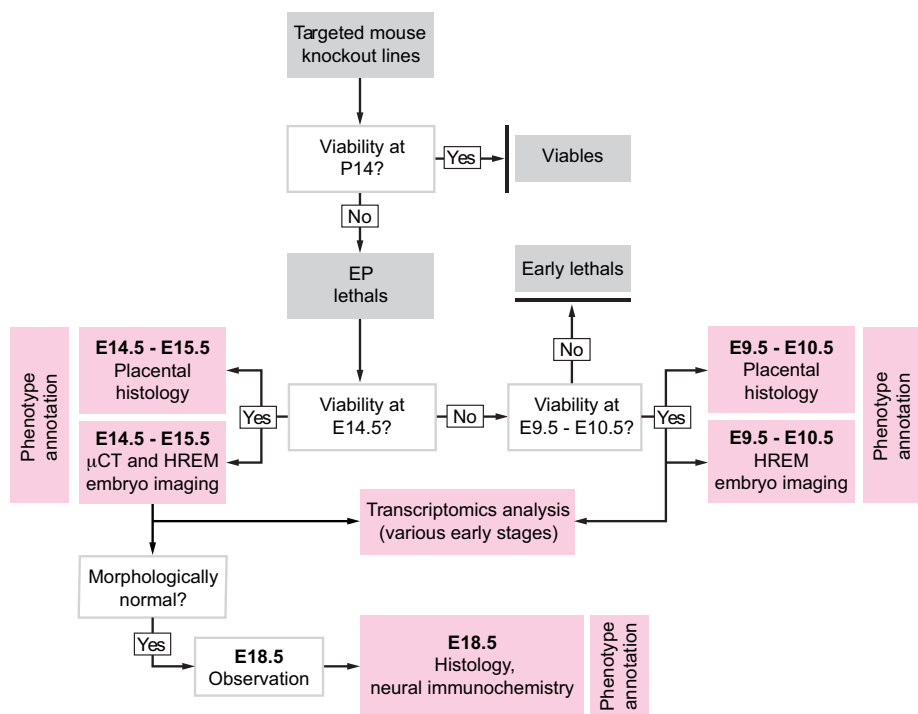 Targeted mouse
knockout lines
Viability at
P14?
Yes
Viables
No
EP
lethals
Early lethals
No
Phenotype
annotation
E14.5 - E15.5
Placental
histology
E14.5 - E15.5
μCT and HREM
embryo imaging
Yes
Viability at
E14.5?
No
Viability at
E9.5 - E10.5?
Yes
E9.5 - E10.5
Placental
histology
E9.5 - E10.5
HREM
embryo imaging
Phenotype
annotation
Transcriptomics analysis
(various early stages)
Morphologically
normal?
Yes
E18.5
Observation
E18.5
Histology,
neural immunochemistry
Phenotype
annotation